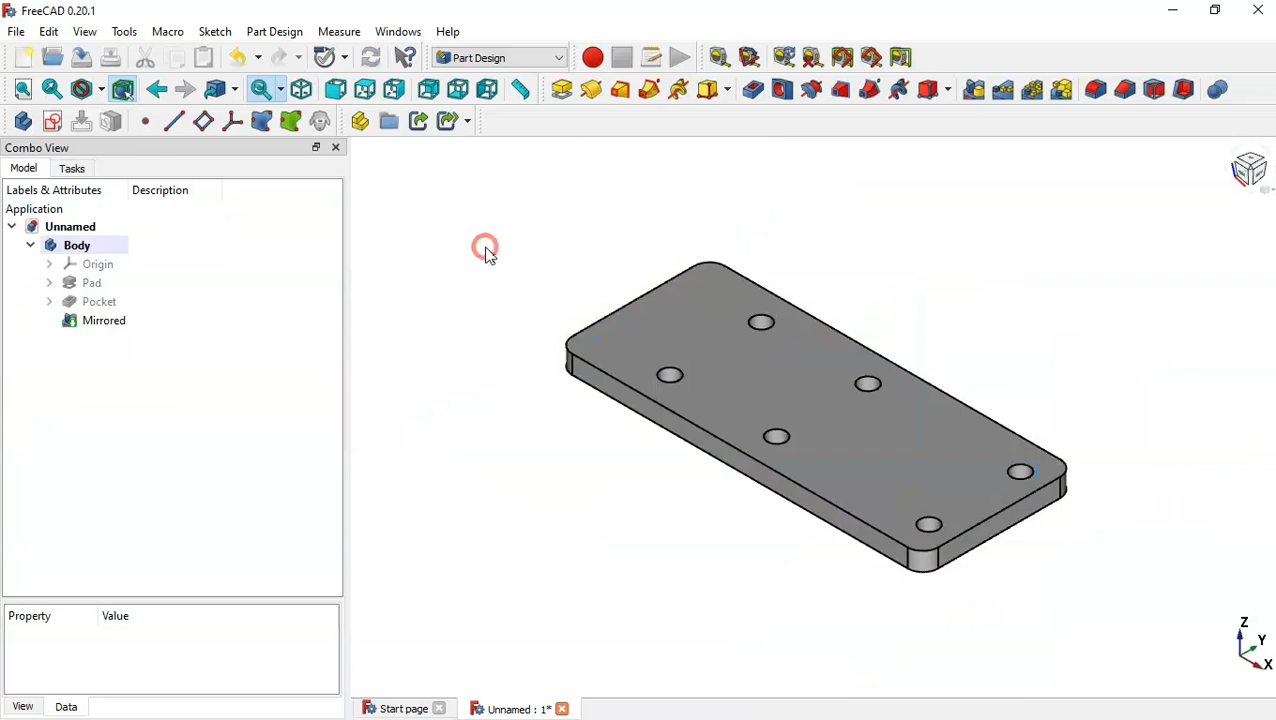 FreeCAD 0.20.1
File Edit View Tools Macro Sketch Part Design Measure Windows Help
Part Design
Combo View
Model Tasks
Labels & Attributes Description
Application
Unnamed
Body
Origin
Pad
Pocket
Mirrored
Property Value
View Data
Start page Unnamed : 1*
Z
Y
X